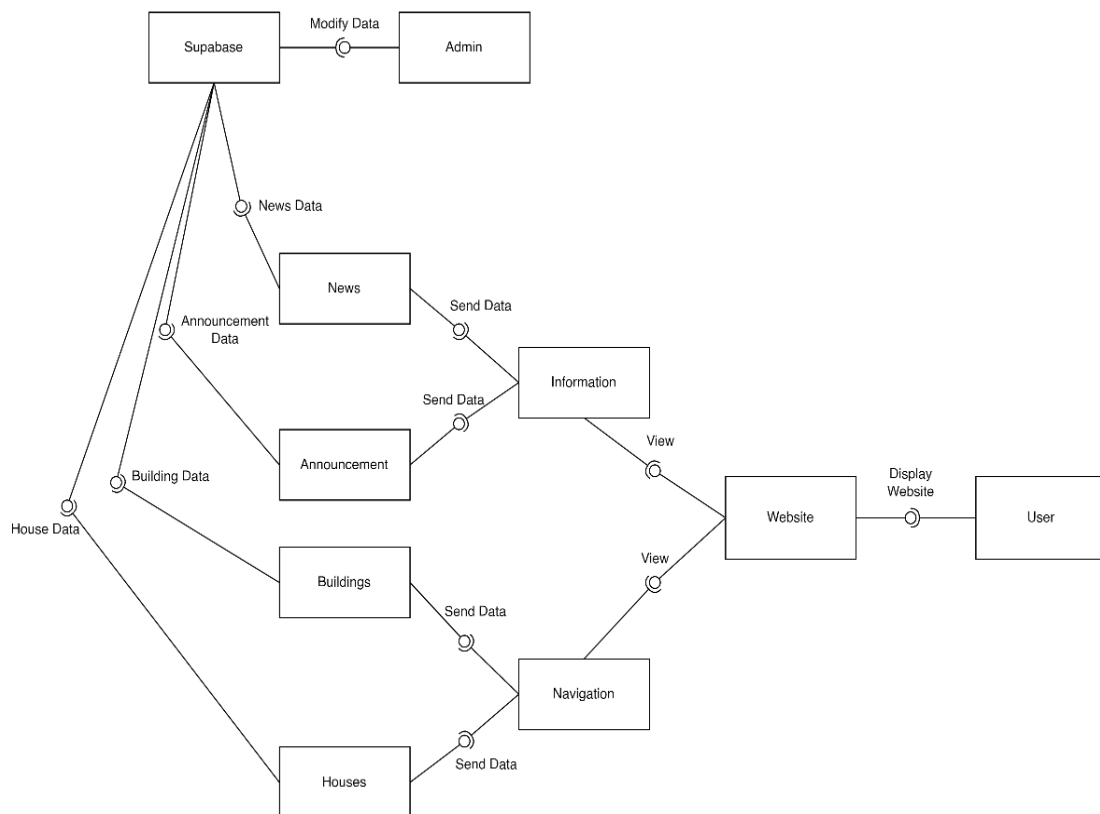 Modify Data
Supabase
Admin
News Data
News
Send Data
Announcement
Data
Information
Send Data
View
Announcement
Building Data
Display
Website
House Data
Website
User
View
Buildings
Send Data
Navigation
Send Data
Houses